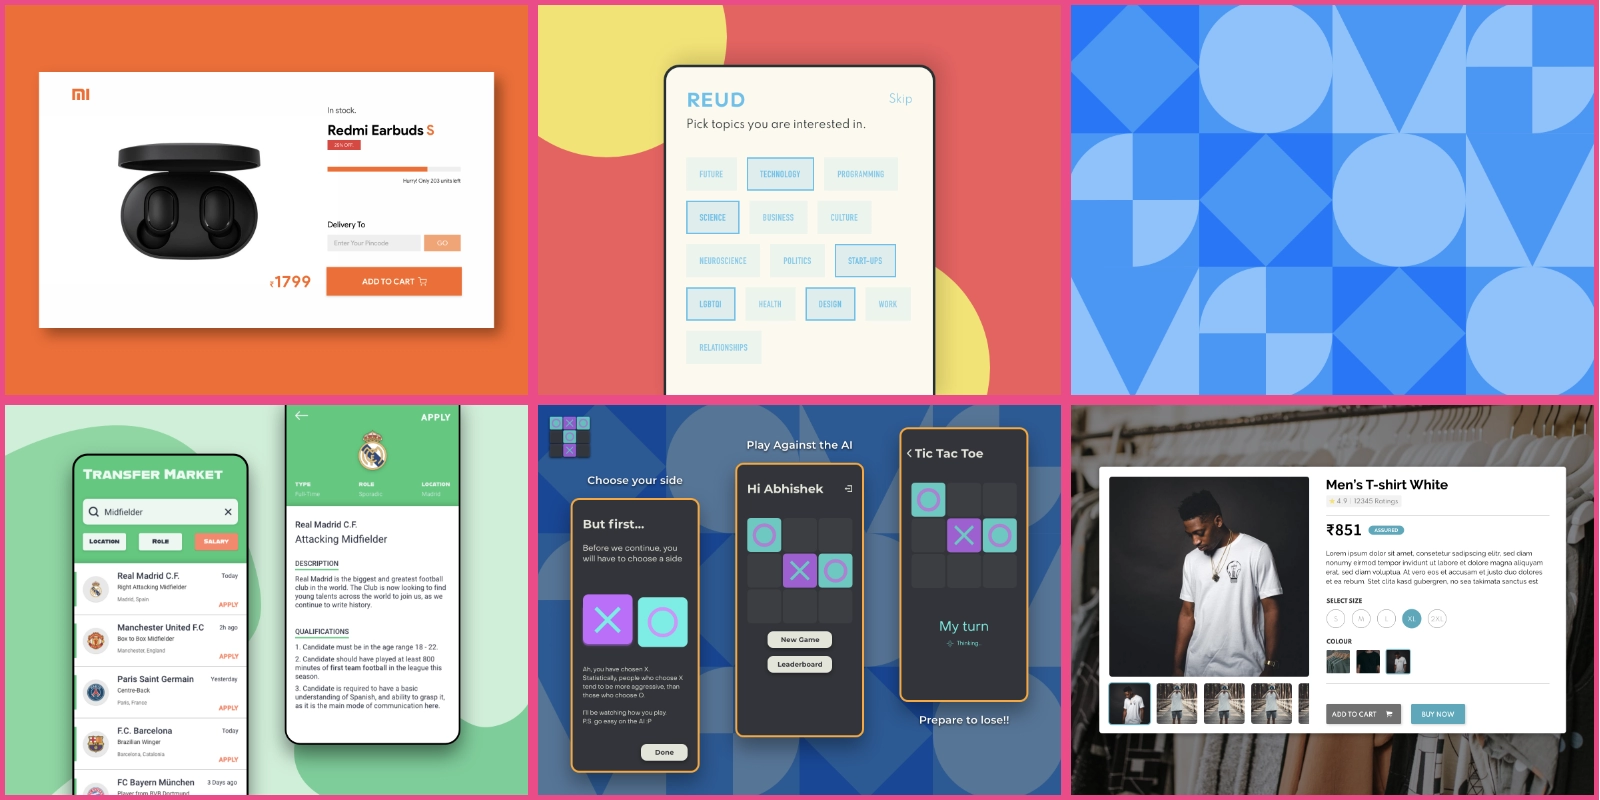 mi
In stock.
Redmi Earbuds S
Hurry! Only 203 units left
Delivery To
Enter Your Pincode
GO
₹1799
ADD TO CART
REUD
Skip
Pick topics you are interested in.
FUTURE
TECHNOLOGY
PROGRAMMING
SCIENCE
BUSINESS
CULTURE
NEUROSCIENCE
POLITICS
START-UPS
LGBTQI
HEALTH
DESIGN
WORK
RELATIONSHIPS
TRANSFER MARKET
Midfielder
LOCATION
ROLE
SALARY
Real Madrid C.F.
Today
Right Attacking Midfielder
Madrid, Spain
APPLY
Manchester United F.C
2h ago
Box to Box Midfielder
Manchester, England
APPLY
Paris Saint Germain
Yesterday
Centre-Back
Paris, France
APPLY
F.C. Barcelona
Today
Brazilian Winger
Barcelona, Catalonia
APPLY
FC Bayern München
3 Days ago
Player from BVB Dortmund
APPLY
TYPE
ROLE
LOCATION
Full Time
Sporadic
Madrid
Real Madrid C.F.
Attacking Midfielder
DESCRIPTION
Real Madrid is the biggest and greatest football
club in the world. The Club is now looking for
young talents across the world to join us, as we
continue to write history.
QUALIFICATIONS
1. Candidate must be in the age range 18 - 22.
2. Candidate should have played at least 800
minutes of first team football in the league this
season.
3. Candidate is required to have a basic
understanding of Spanish, and ability to grasp it,
as it is the main mode of communication here.
Choose your side
But first...
Before we continue, you
will have to choose a side
Ah, you have chosen X.
Statistically, people who choose X
tend to be more aggressive, than
those who choose O.
I'll be watching how you play
P.S. go easy on the AI :P
Done
Play Against the AI
Hi Abhishek
New Game
Leaderboard
Tic Tac Toe
My turn
Thinking..
Prepare to lose!!
Men's T-shirt White
4.9 | 12345 Ratings
₹851
ASSURED
Lorem ipsum dolor sit amet, consetetur sadipscing elitr, sed diam
nonumy eirmod tempor invidunt ut labore et dolore magna aliquyam
erat, sed diam voluptua. At vero eos et accusam et justo duo dolores
et ea rebum. Stet clita kasd gubergren, no sea takimata sanctus est
SELECT SIZE
S
M
L
XL
2XL
COLOUR
ADD TO CART
BUY NOW